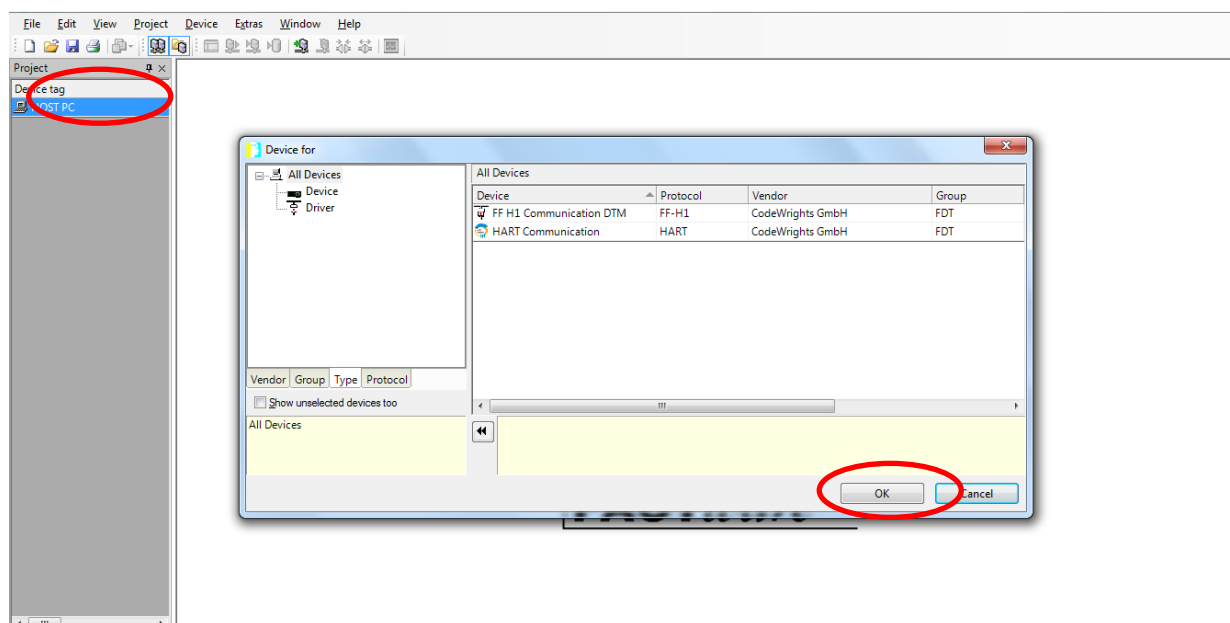 File Edit View Project Device Extras Window Help
Project
Device tag
HOST PC
Device for
All Devices
Device
Driver
Vendor Group Type Protocol
Show unselected devices too
All Devices
All Devices
Device Protocol Vendor Group
FF H1 Communication DTM FF-H1 CodeWrights GmbH FDT
HART Communication HART CodeWrights GmbH FDT
OK Cancel